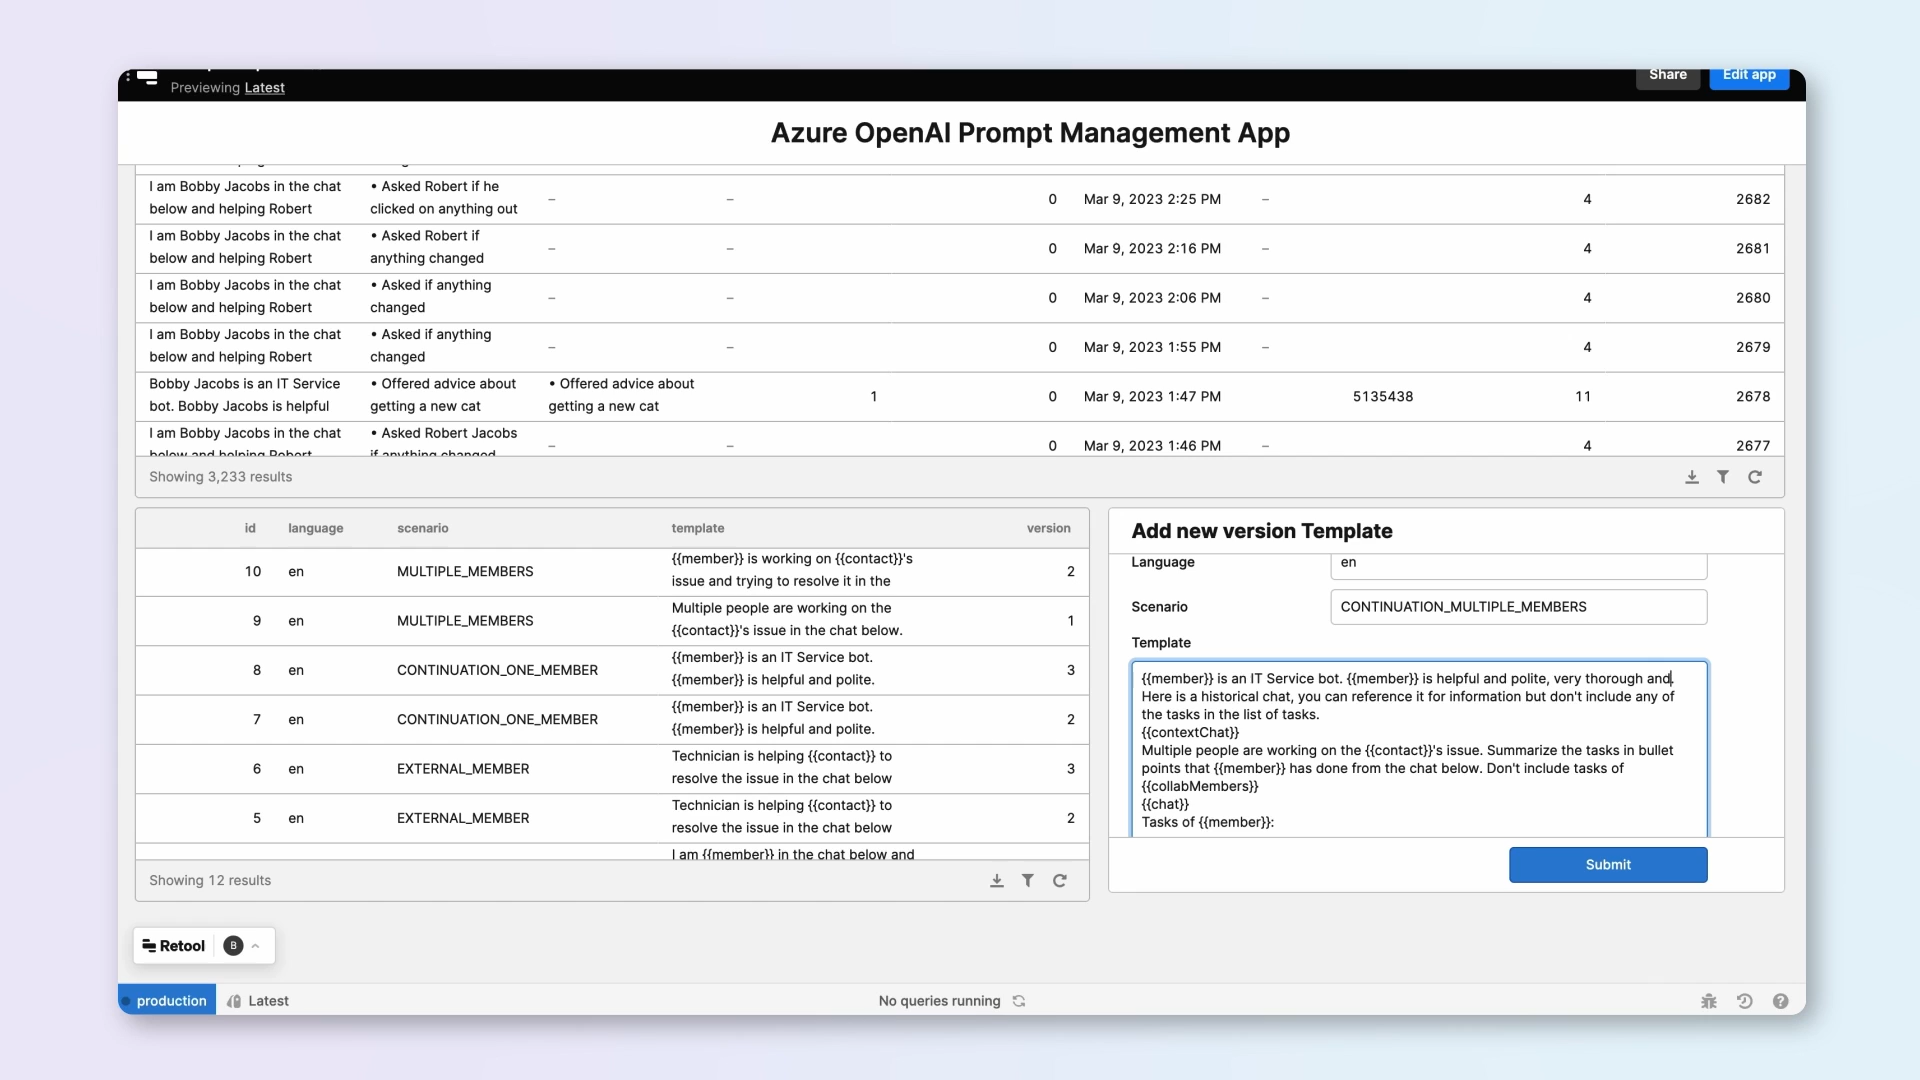 Previewing Latest
Share
Edit app
Azure OpenAI Prompt Management App
I am Bobby Jacobs in the chat
below and helping Robert
• Asked Robert if he
clicked on anything out
–
–
0
Mar 9, 2023 2:25 PM
–
4
2682
I am Bobby Jacobs in the chat
below and helping Robert
• Asked Robert if
anything changed
–
–
0
Mar 9, 2023 2:16 PM
–
4
2681
I am Bobby Jacobs in the chat
below and helping Robert
• Asked if anything
changed
–
–
0
Mar 9, 2023 2:06 PM
–
4
2680
I am Bobby Jacobs in the chat
below and helping Robert
• Asked if anything
changed
–
–
0
Mar 9, 2023 1:55 PM
–
4
2679
Bobby Jacobs is an IT Service
bot. Bobby Jacobs is helpful
• Offered advice about
getting a new cat
• Offered advice about
getting a new cat
1
0
Mar 9, 2023 1:47 PM
5135438
11
2678
I am Bobby Jacobs in the chat
below and helping Robert
• Asked Robert Jacobs
if anything changed
–
–
0
Mar 9, 2023 1:46 PM
–
4
2677
Showing 3,233 results
id language scenario template version
10 en MULTIPLE_MEMBERS
{{member}} is working on {{contact}}'s
issue and trying to resolve it in the
2
9 en MULTIPLE_MEMBERS
Multiple people are working on the
{{contact}}'s issue in the chat below.
1
8 en CONTINUATION_ONE_MEMBER
{{member}} is an IT Service bot.
{{member}} is helpful and polite.
3
7 en CONTINUATION_ONE_MEMBER
{{member}} is an IT Service bot.
{{member}} is helpful and polite.
2
6 en EXTERNAL_MEMBER
Technician is helping {{contact}} to
resolve the issue in the chat below
3
5 en EXTERNAL_MEMBER
Technician is helping {{contact}} to
resolve the issue in the chat below
2
I am {{member}} in the chat below and
Showing 12 results
Add new version Template
Language
en
Scenario
CONTINUATION_MULTIPLE_MEMBERS
Template
{{member}} is an IT Service bot. {{member}} is helpful and polite, very thorough and.
Here is a historical chat, you can reference it for information but don't include any of
the tasks in the list of tasks.
{{contextChat}}
Multiple people are working on the {{contact}}'s issue. Summarize the tasks in bullet
points that {{member}} has done from the chat below. Don't include tasks of
{{collabMembers}}
{{chat}}
Tasks of {{member}}:
Submit
Retool
B
production
Latest
No queries running